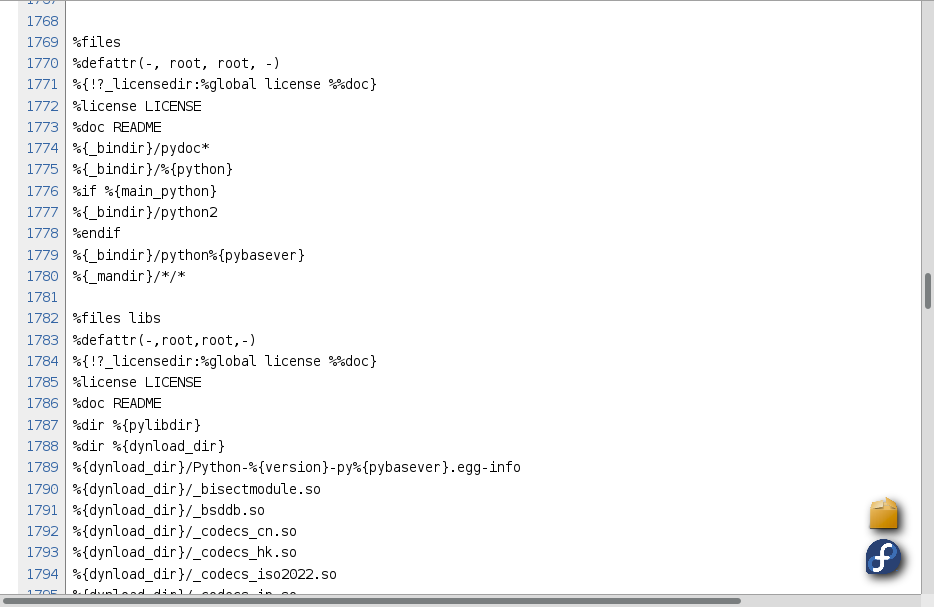 1768
1769 %files
1770 %defattr(-, root, root, -)
1771 %{!?_licensedir:%global license %%doc}
1772 %license LICENSE
1773 %doc README
1774 %{_bindir}/pydoc*
1775 %{_bindir}/%{python}
1776 %if %{main_python}
1777 %{_bindir}/python2
1778 %endif
1779 %{_bindir}/python%{pybasever}
1780 %{_mandir}/*/*
1781
1782 %files libs
1783 %defattr(-,root,root,-)
1784 %{!?_licensedir:%global license %%doc}
1785 %license LICENSE
1786 %doc README
1787 %dir %{pylibdir}
1788 %dir %{dynload_dir}
1789 %{dynload_dir}/Python-%{version}-py%{pybasever}.egg-info
1790 %{dynload_dir}/_bisectmodule.so
1791 %{dynload_dir}/_bsddb.so
1792 %{dynload_dir}/_codecs_cn.so
1793 %{dynload_dir}/_codecs_hk.so
1794 %{dynload_dir}/_codecs_iso2022.so
1795 %{dynload_dir}/_codecs_jp.so